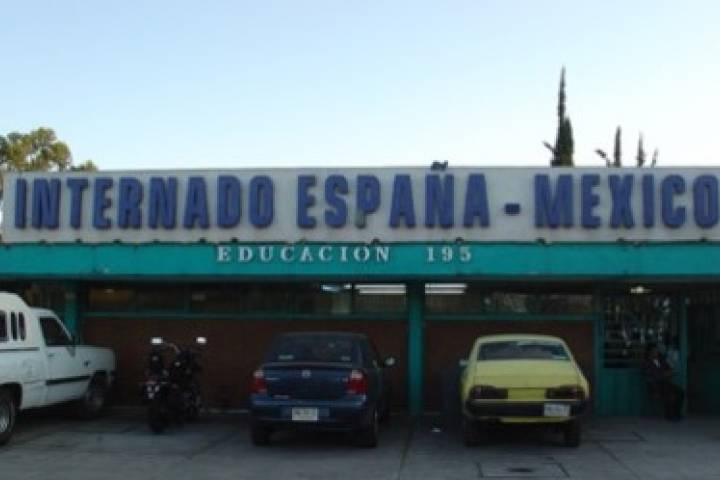 INTERNADO ESPAÑA - MEXICO
EDUCACION 195